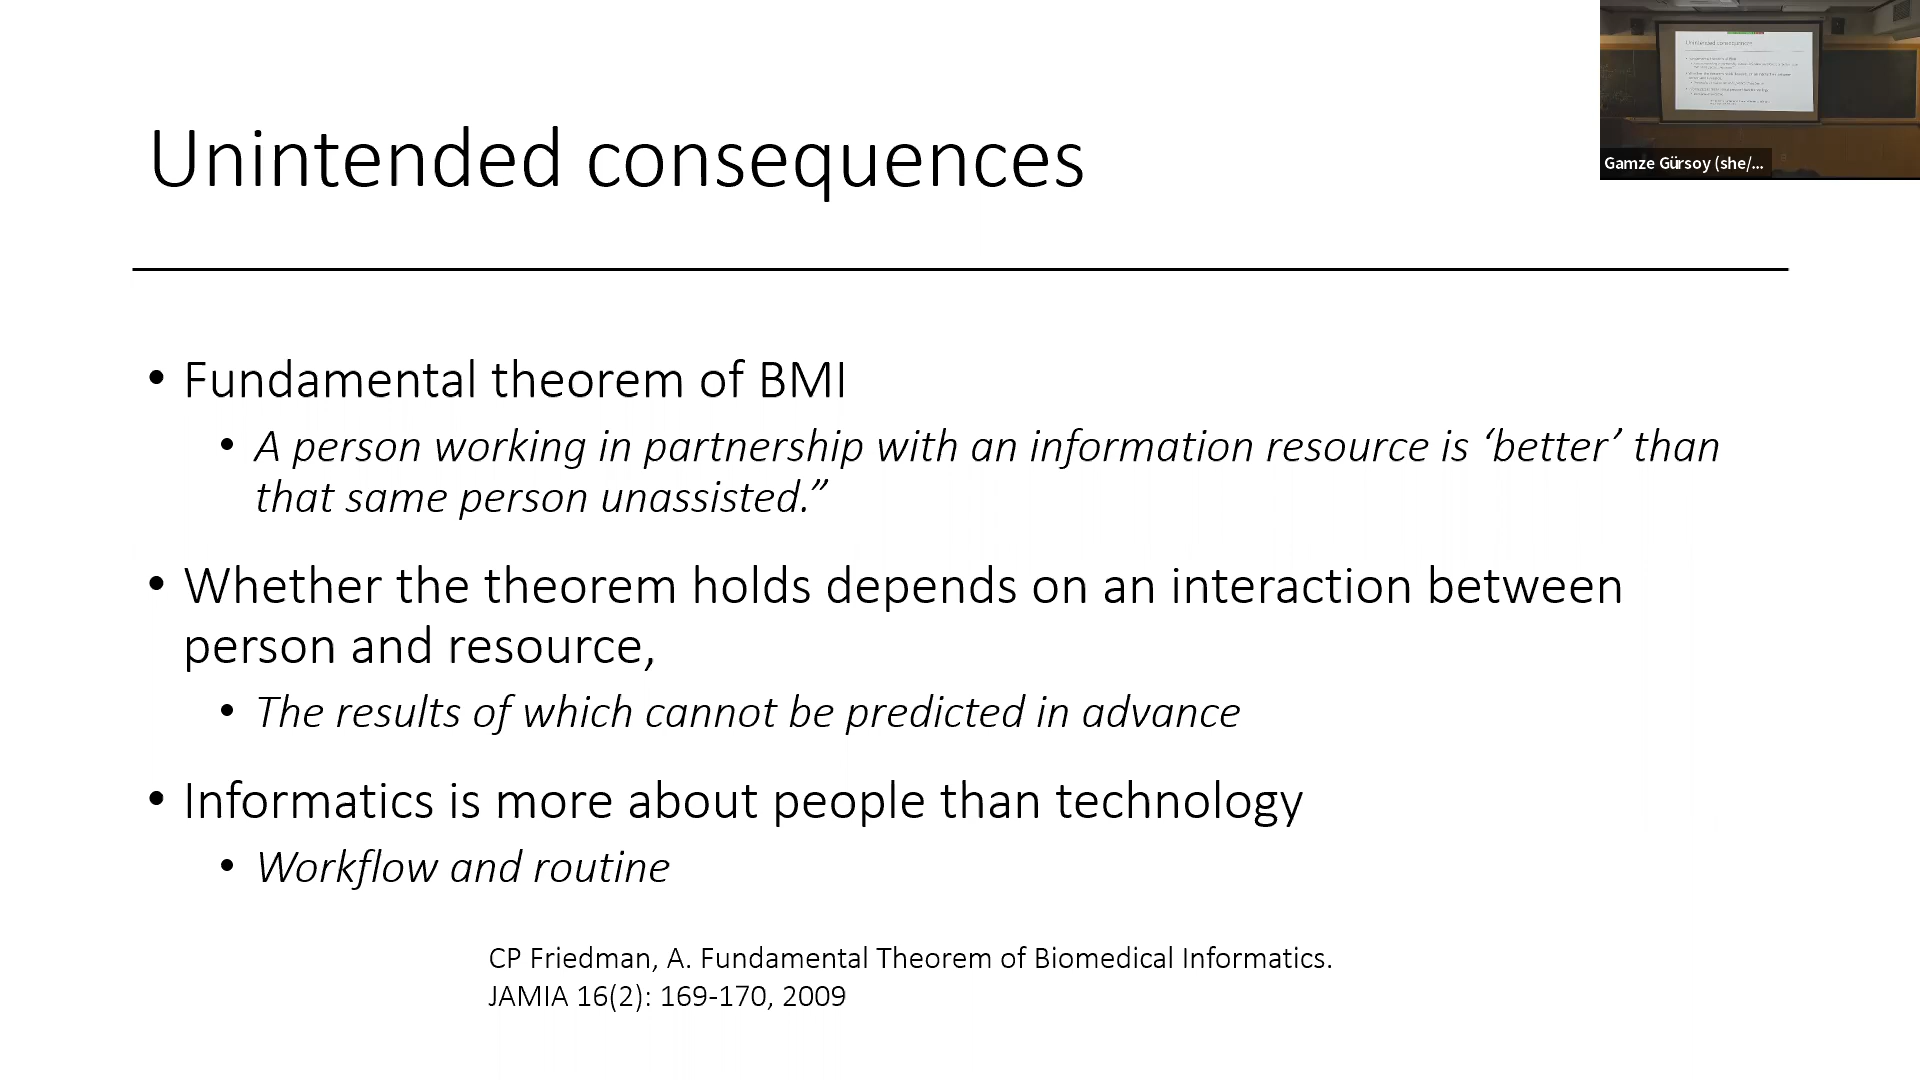 Unintended consequences
Gamze Gürsoy (she/...
• Fundamental theorem of BMI
• A person working in partnership with an information resource is ‘better’ than
that same person unassisted.”
• Whether the theorem holds depends on an interaction between
person and resource,
• The results of which cannot be predicted in advance
• Informatics is more about people than technology
• Workflow and routine
CP Friedman, A. Fundamental Theorem of Biomedical Informatics.
JAMIA 16(2): 169-170, 2009